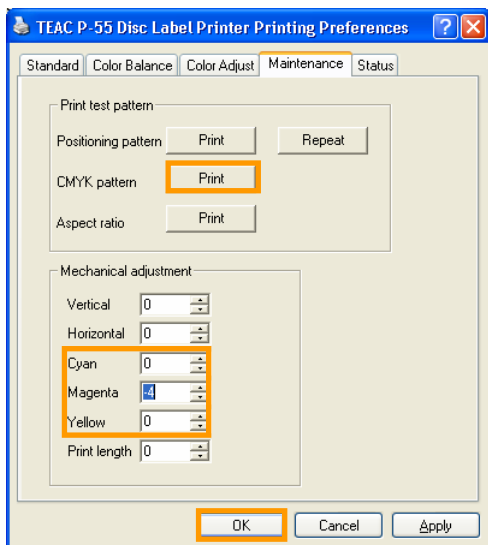 TEAC P-55 Disc Label Printer Printing Preferences
Standard Color Balance Color Adjust Maintenance Status
Print test pattern
Positioning pattern Print Repeat
CMYK pattern Print
Aspect ratio Print
Mechanical adjustment
Vertical 0
Horizontal 0
Cyan 0
Magenta -4
Yellow 0
Print length 0
OK Cancel Apply